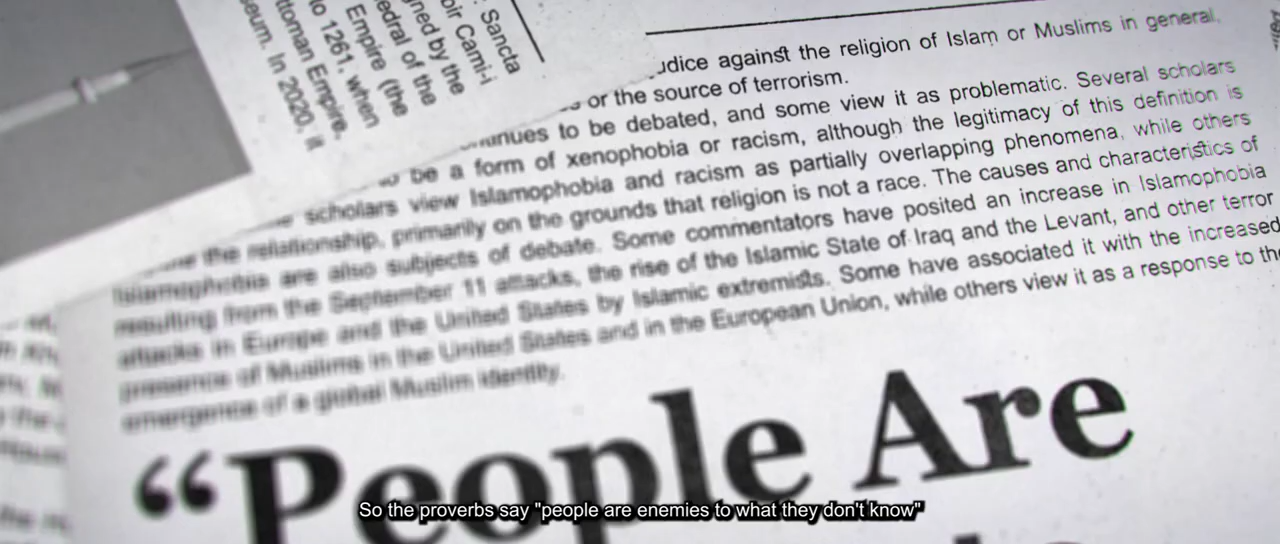 Sancta
oir Cami-i
gned by the
edral of the
Empire (the
to 1261, when
ttoman Empire,
seum. In 2020, it
udice against the religion of Islam or Muslims in general,
or the source of terrorism.
nues to be debated, and some view it as problematic. Several scholars
be a form of xenophobia or racism, although the legitimacy of this definition is
scholars view Islamophobia and racism as partially overlapping phenomena, while others
the relationship, primarily on the grounds that religion is not a race. The causes and characteristics of
Islamophobia are also subjects of debate. Some commentators have posited an increase in Islamophobia
resulting from the September 11 attacks, the rise of the Islamic State of Iraq and the Levant, and other terror
attacks in Europe and the United States by Islamic extremists. Some have associated it with the increased
presence of Muslims in the United States and in the European Union, while others view it as a response to the
emergence of a global Muslim identity.
“People Are
So the proverbs say "people are enemies to what they don't know"